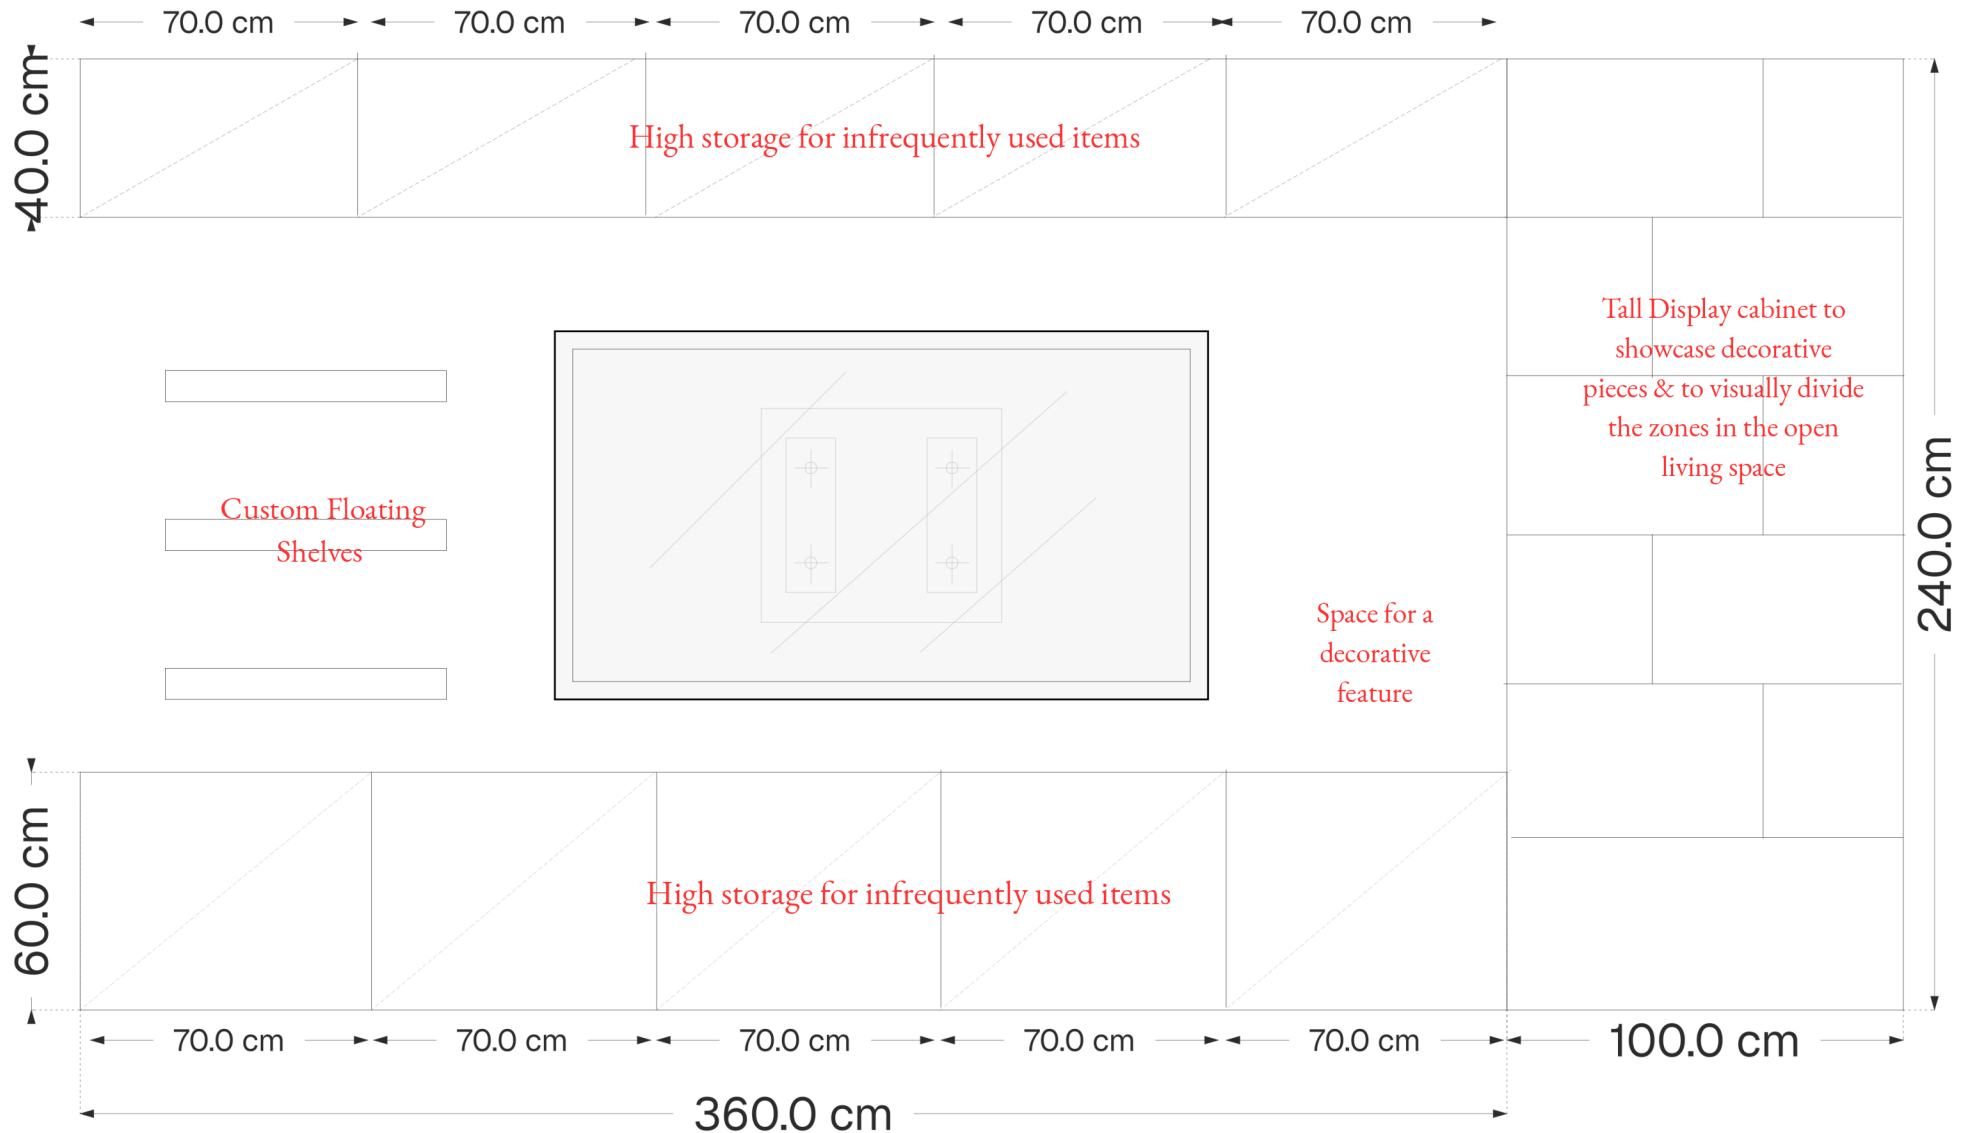 70.0 cm
70.0 cm
70.0 cm
70.0 cm
70.0 cm
40.0 cm
High storage for infrequently used items
Tall Display cabinet to
showcase decorative
pieces & to visually divide
the zones in the open
living space
240.0 cm
Custom Floating
Shelves
Space for a
decorative
feature
60.0 cm
High storage for infrequently used items
70.0 cm
70.0 cm
70.0 cm
70.0 cm
70.0 cm
100.0 cm
360.0 cm